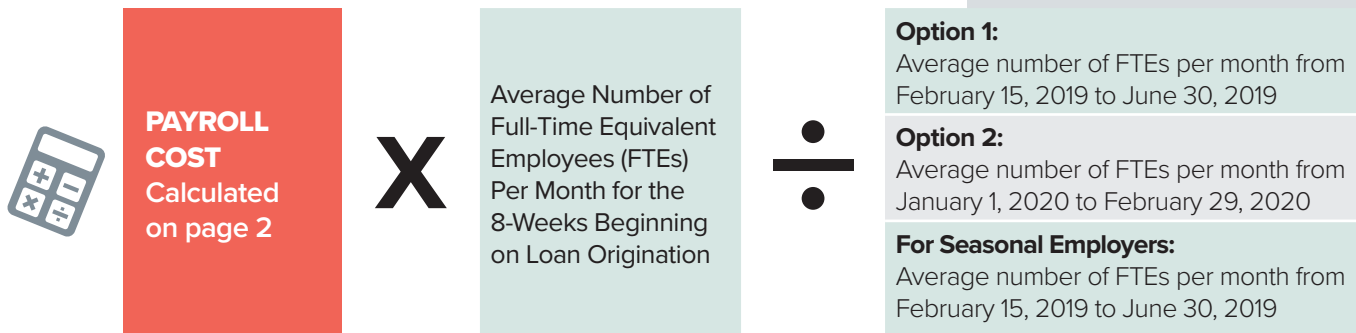 PAYROLL
COST
Calculated
on page 2
X
Average Number of
Full-Time Equivalent
Employees (FTEs)
Per Month for the
8-Weeks Beginning
on Loan Origination
÷
Option 1:
Average number of FTEs per month from
February 15, 2019 to June 30, 2019
Option 2:
Average number of FTEs per month from
January 1, 2020 to February 29, 2020
For Seasonal Employers:
Average number of FTEs per month from
February 15, 2019 to June 30, 2019